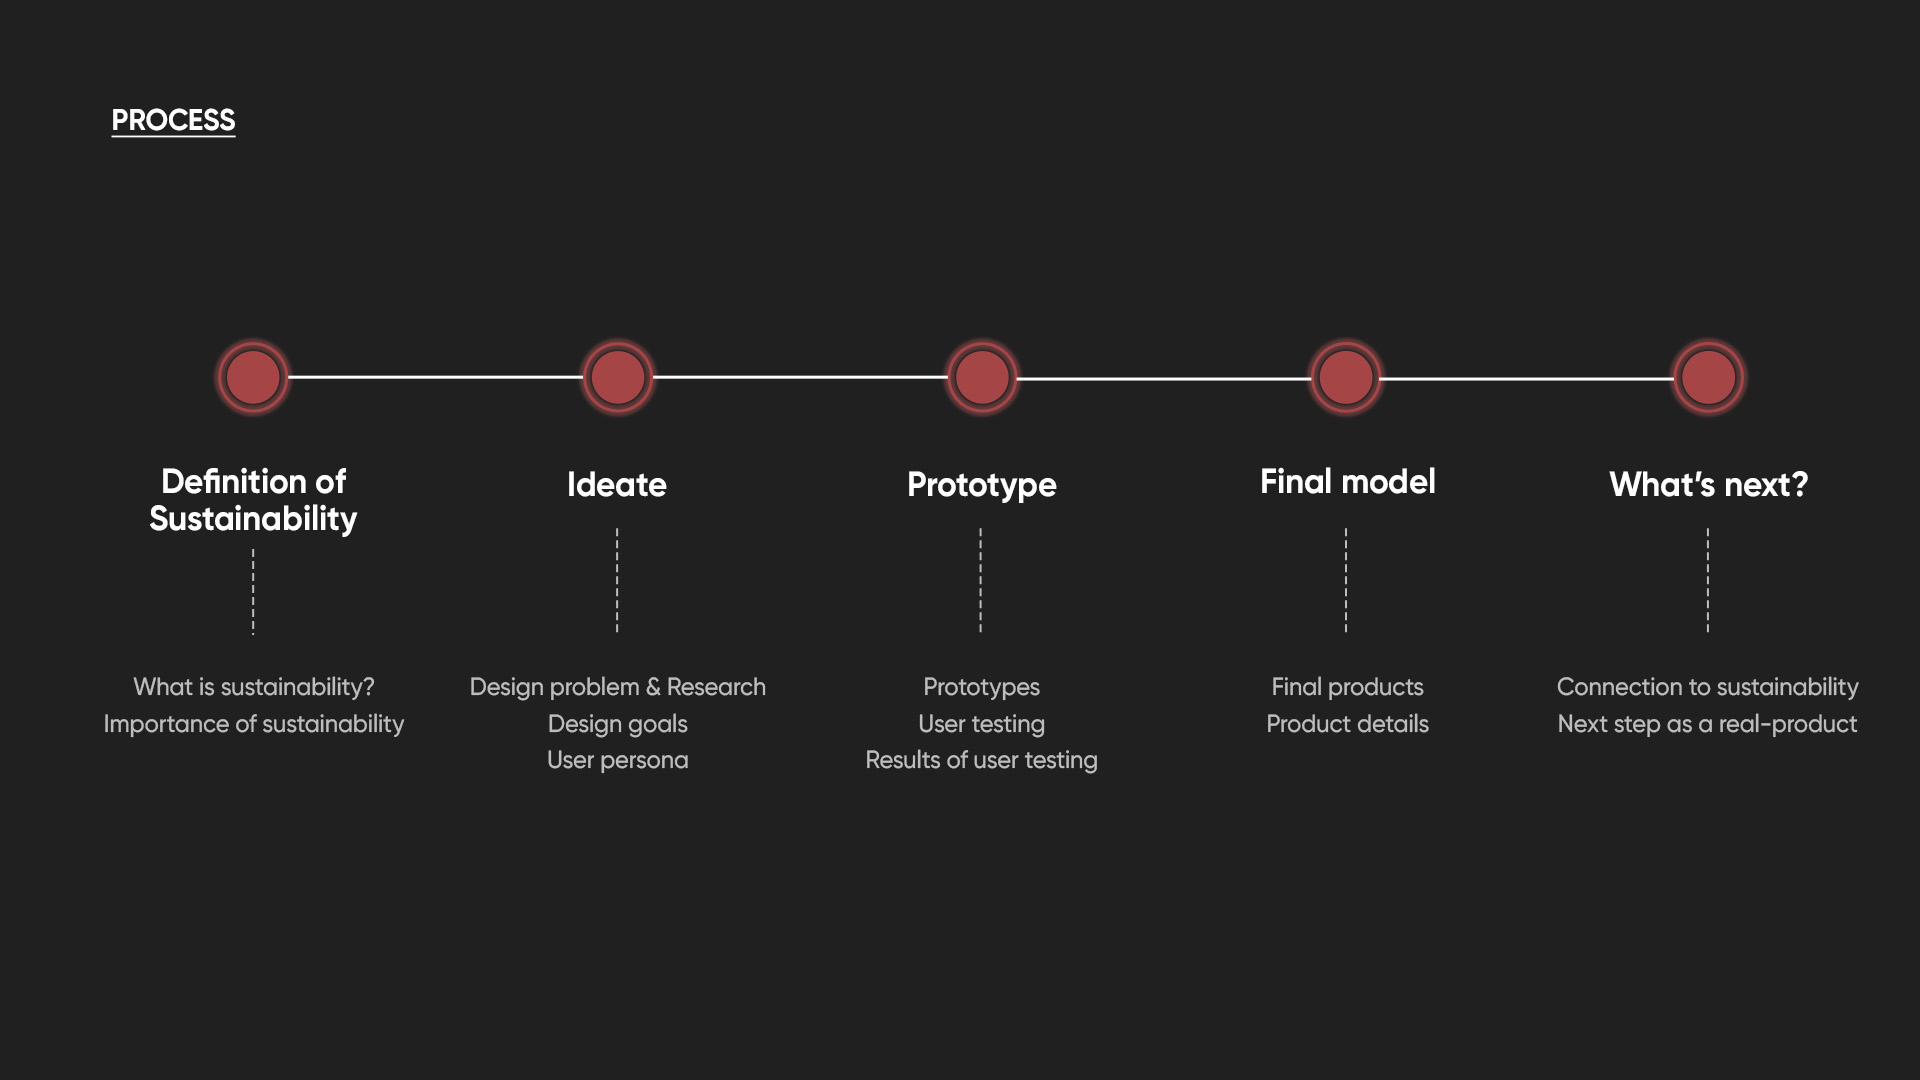 PROCESS
Definition of
Sustainability
What is sustainability?
Importance of sustainability
Ideate
Design problem & Research
Design goals
User persona
Prototype
Prototypes
User testing
Results of user testing
Final model
Final products
Product details
What’s next?
Connection to sustainability
Next step as a real-product